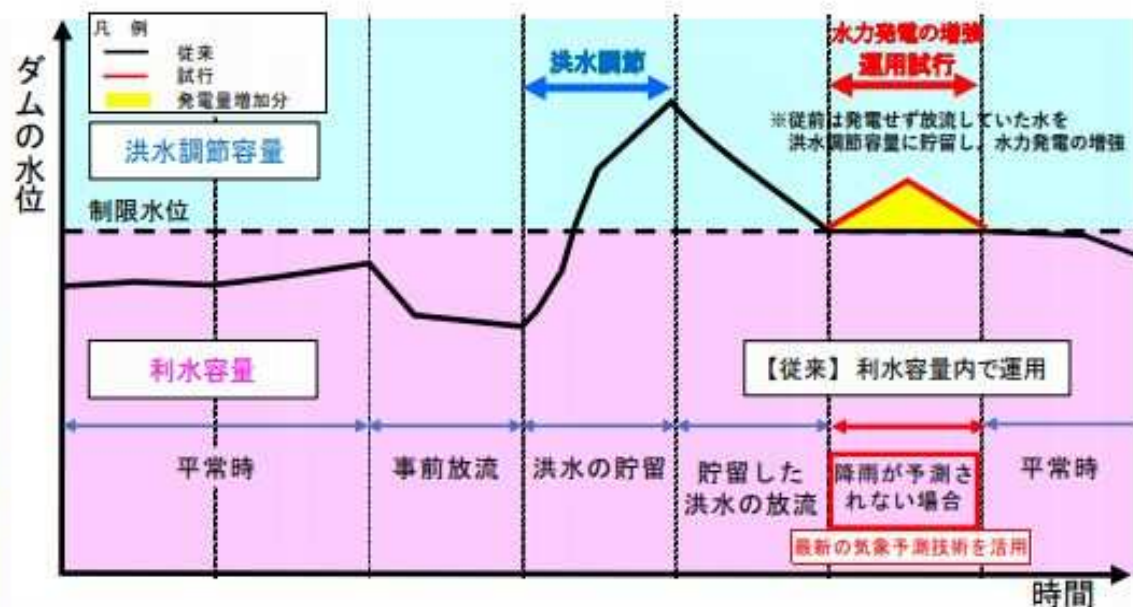 凡 例
従来
試行
発電量増加分
ダムの水位
洪水調節容量
制限水位
洪水調節
水力発電の増強
運用試行
※従前は発電せず放流していた水を
洪水調節容量に貯留し、水力発電の増強
利水容量
【従来】利水容量内で運用
平常時
事前放流
洪水の貯留
貯留した
洪水の放流
降雨が予測さ
れない場合
平常時
最新の気象予測技術を活用
時間